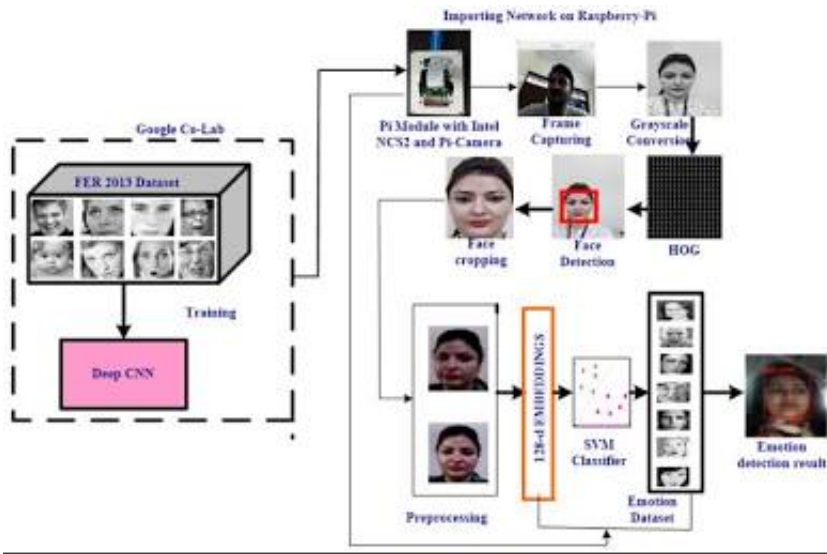 Importing Network on Raspberry-Pi
Google Co-Lab
FER 2013 Dataset
Training
Deep CNN
Pi Module with Intel
NCS2 and Pi-Camera
Frame
Capturing
Grayscale
Conversion
HOG
Face
Detection
Face
cropping
Preprocessing
128-d EMBEDDINGS
SVM
Classifier
Emotion
Dataset
Emotion
detection result